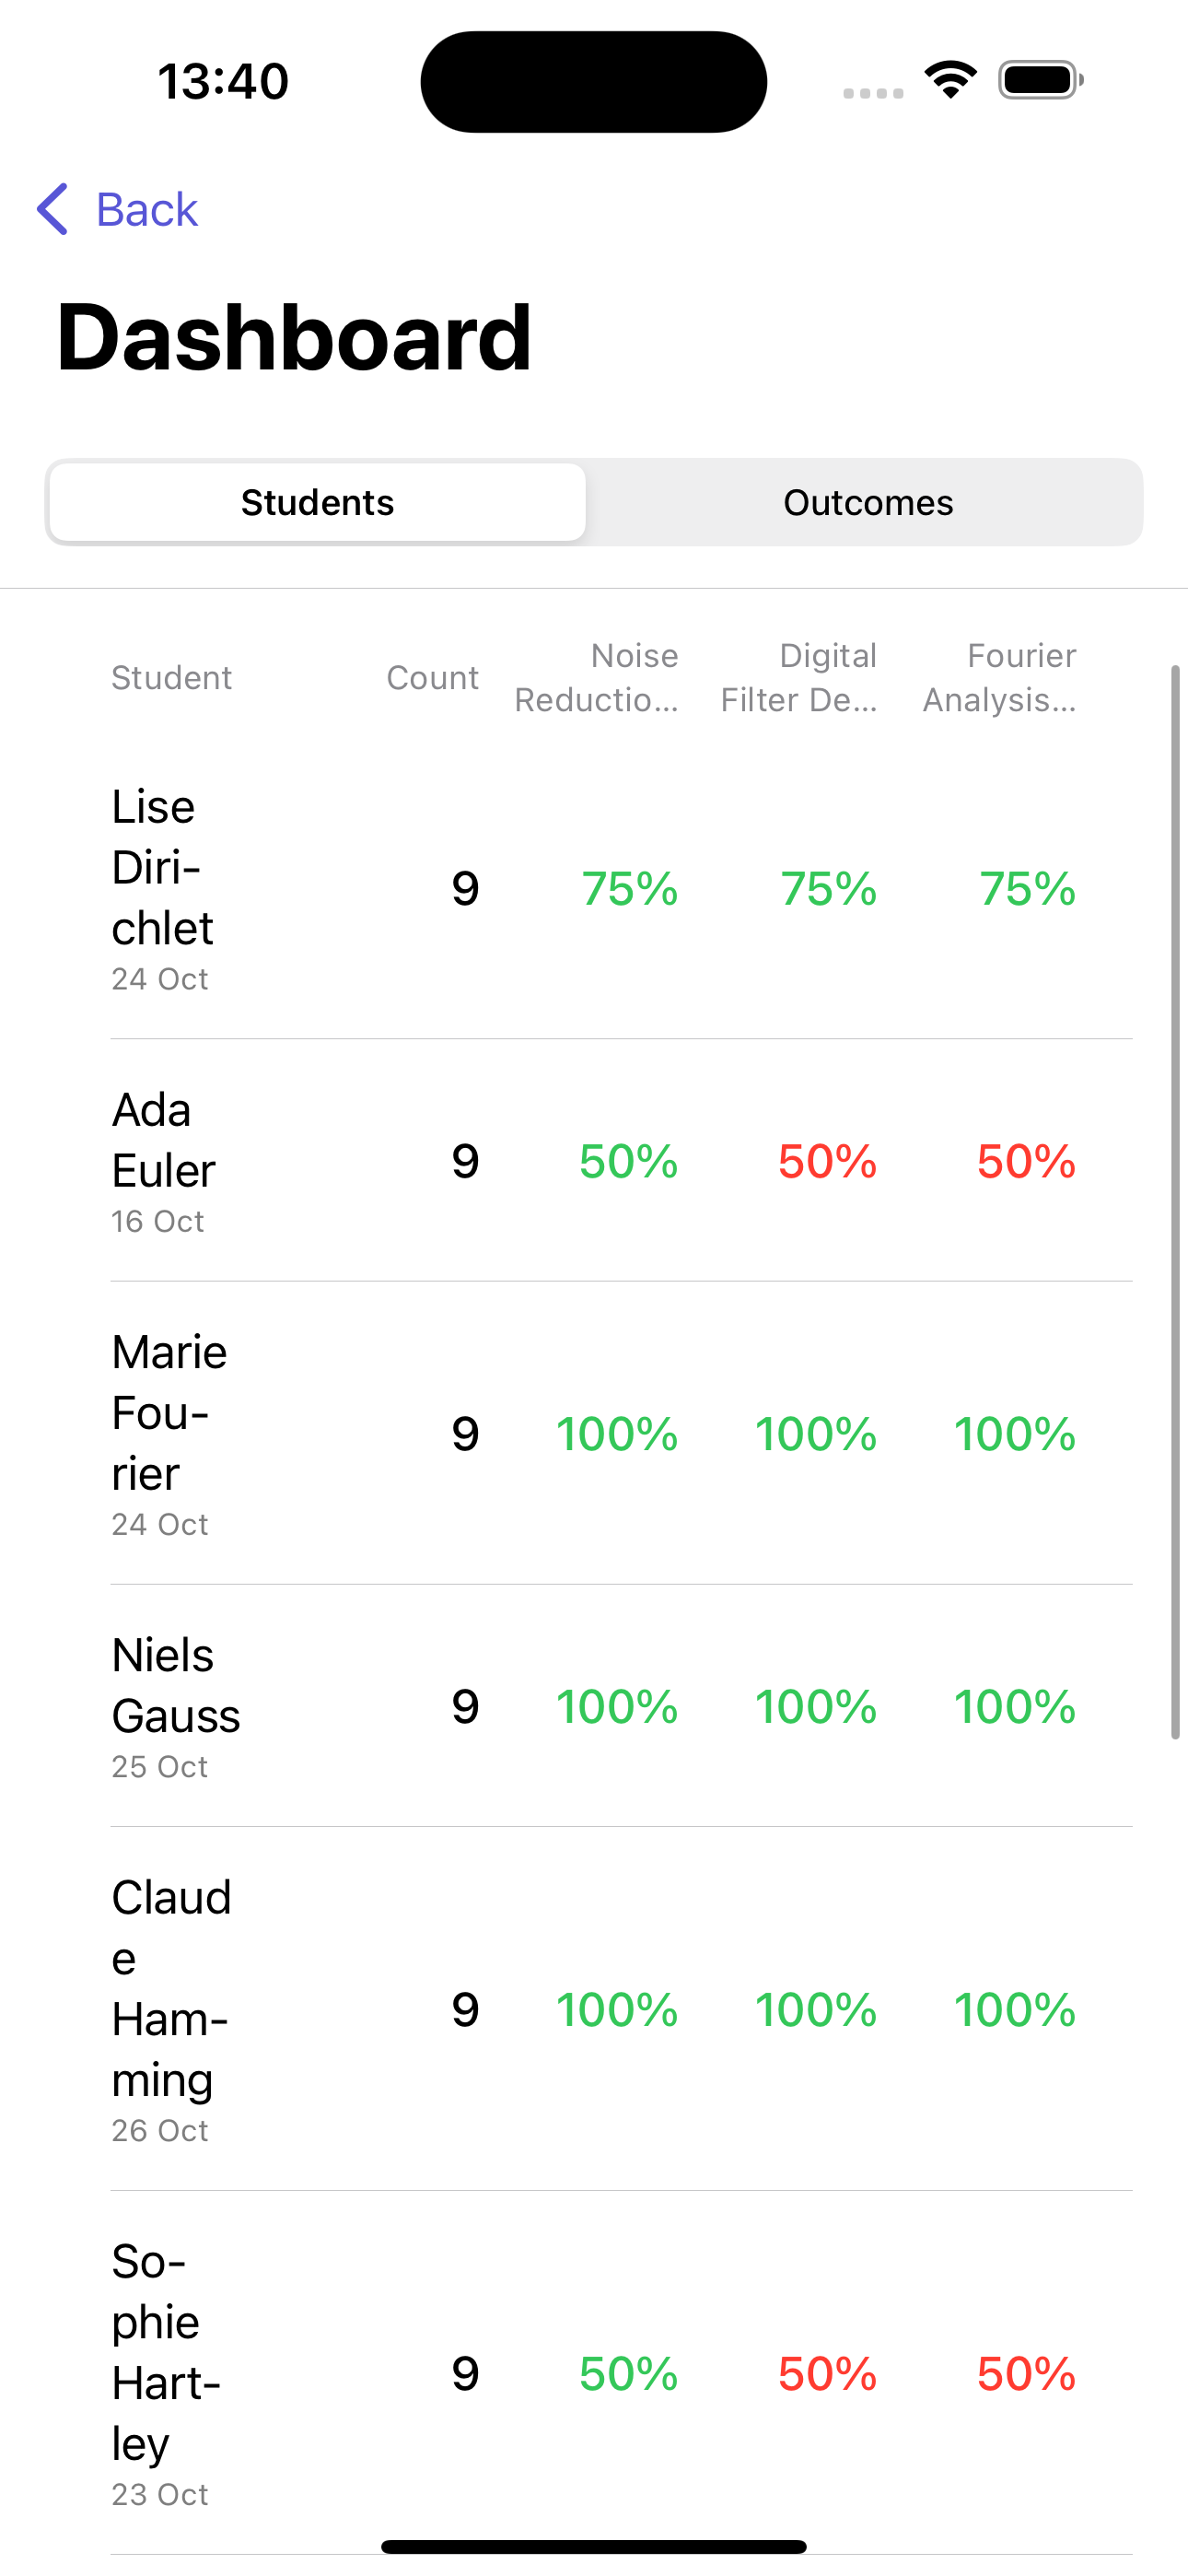 13:40
Back
Dashboard
Students
Outcomes
Student
Count
Noise
Reductio...
Digital
Filter De...
Fourier
Analysis...
Lise
Diri-
chlet
24 Oct
9
75%
75%
75%
Ada
Euler
16 Oct
9
50%
50%
50%
Marie
Fou-
rier
24 Oct
9
100%
100%
100%
Niels
Gauss
25 Oct
9
100%
100%
100%
Claud
e
Ham-
ming
26 Oct
9
100%
100%
100%
So-
phie
Hart-
ley
23 Oct
9
50%
50%
50%